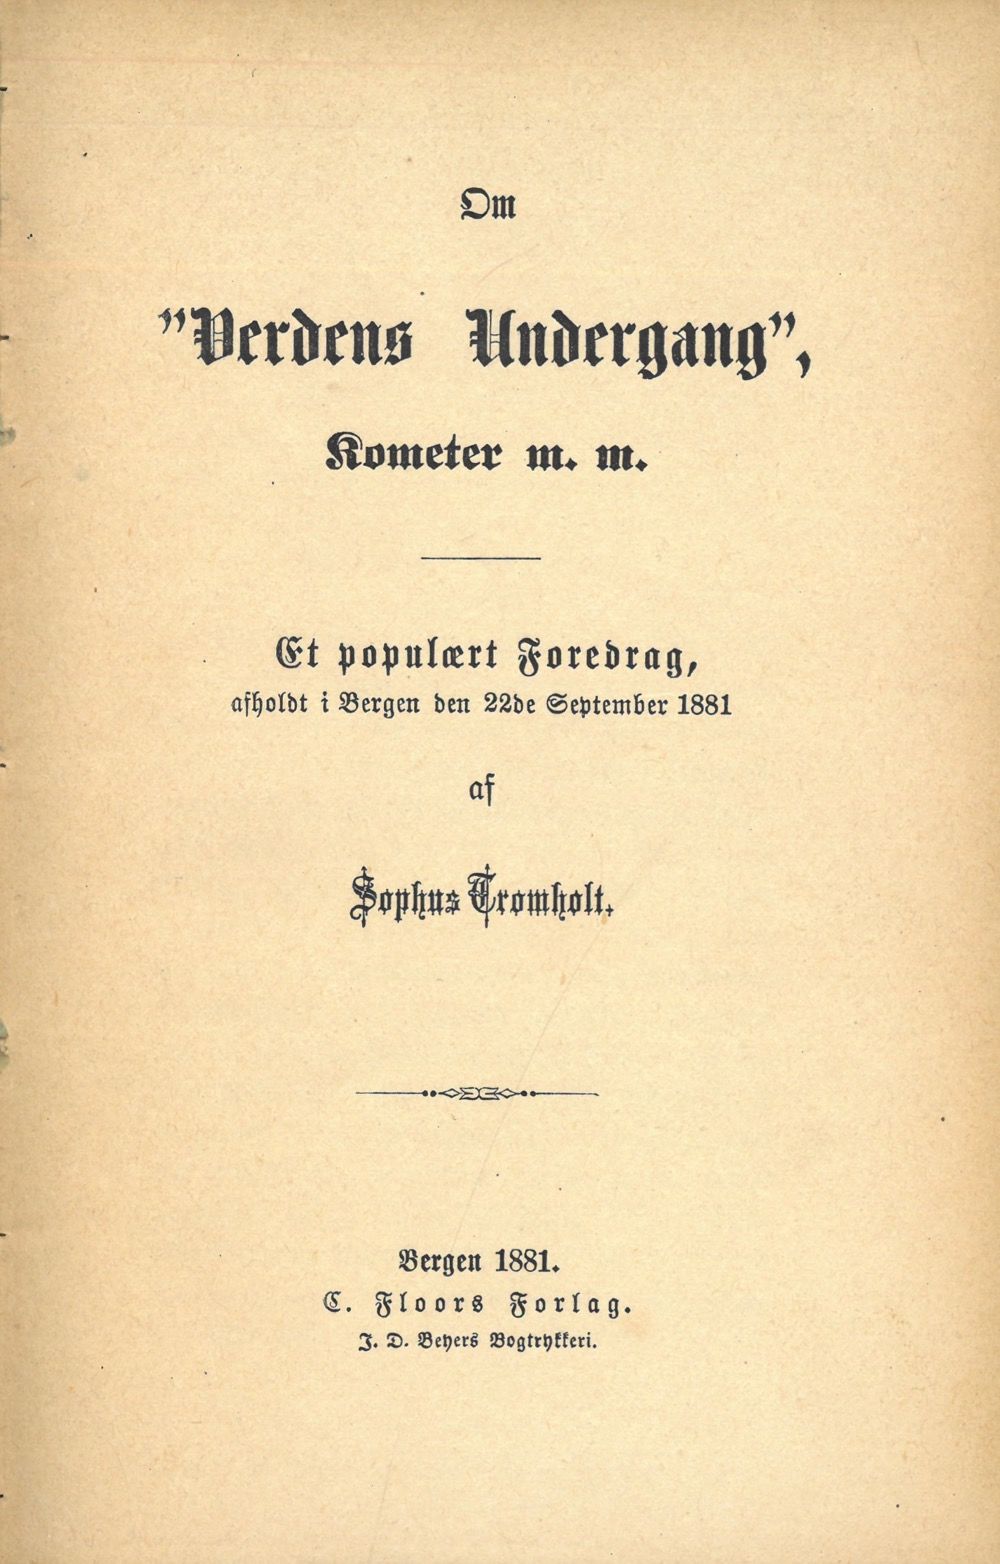 Om
”Verdens Undergang”,
Kometer m. m.
Et populært Foredrag,
afholdt i Bergen den 22de September 1881
af
Sophus Tromholt.
Bergen 1881.
C. Floors Forlag.
J. D. Beyers Bogtrykkeri.